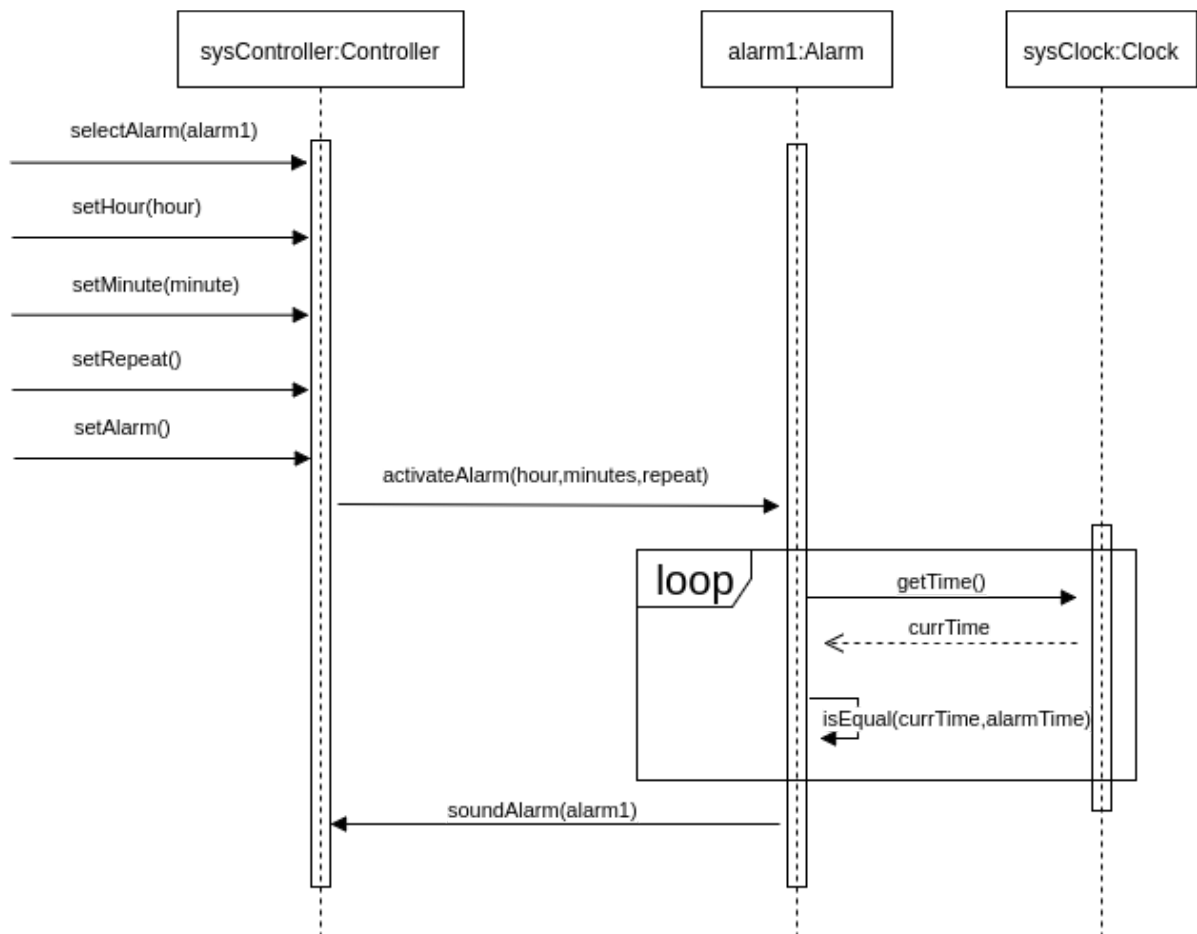 sysController:Controller
alarm1:Alarm
sysClock:Clock
selectAlarm(alarm1)
setHour(hour)
setMinute(minute)
setRepeat()
setAlarm()
activateAlarm(hour,minutes,repeat)
loop
getTime()
currTime
isEqual(currTime,alarmTime)
soundAlarm(alarm1)